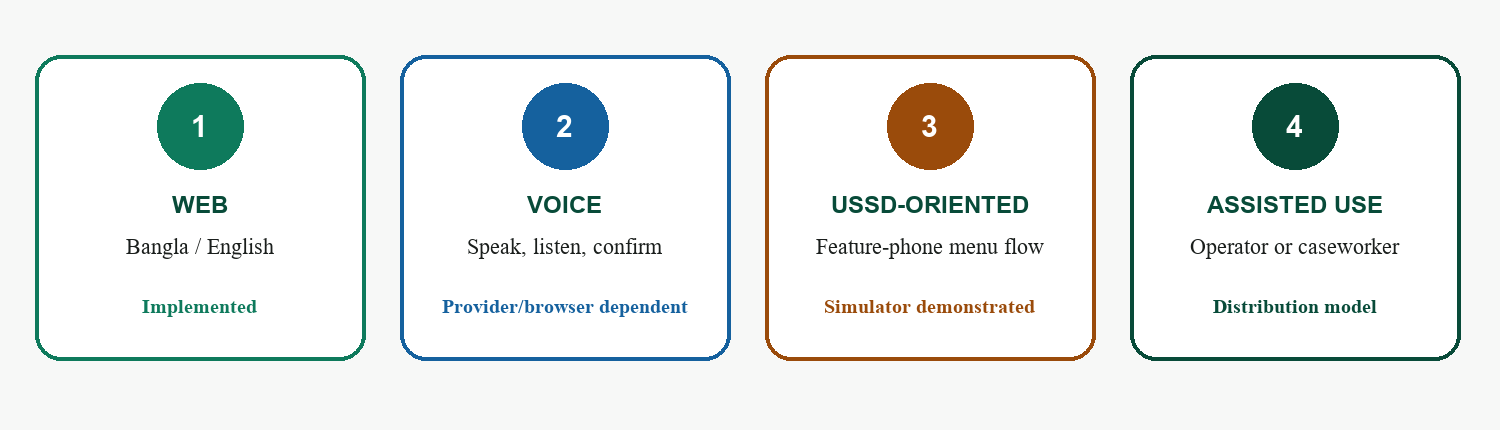 1
WEB
Bangla / English
Implemented
2
VOICE
Speak, listen, confirm
Provider/browser dependent
3
USSD-ORIENTED
Feature-phone menu flow
Simulator demonstrated
4
ASSISTED USE
Operator or caseworker
Distribution model